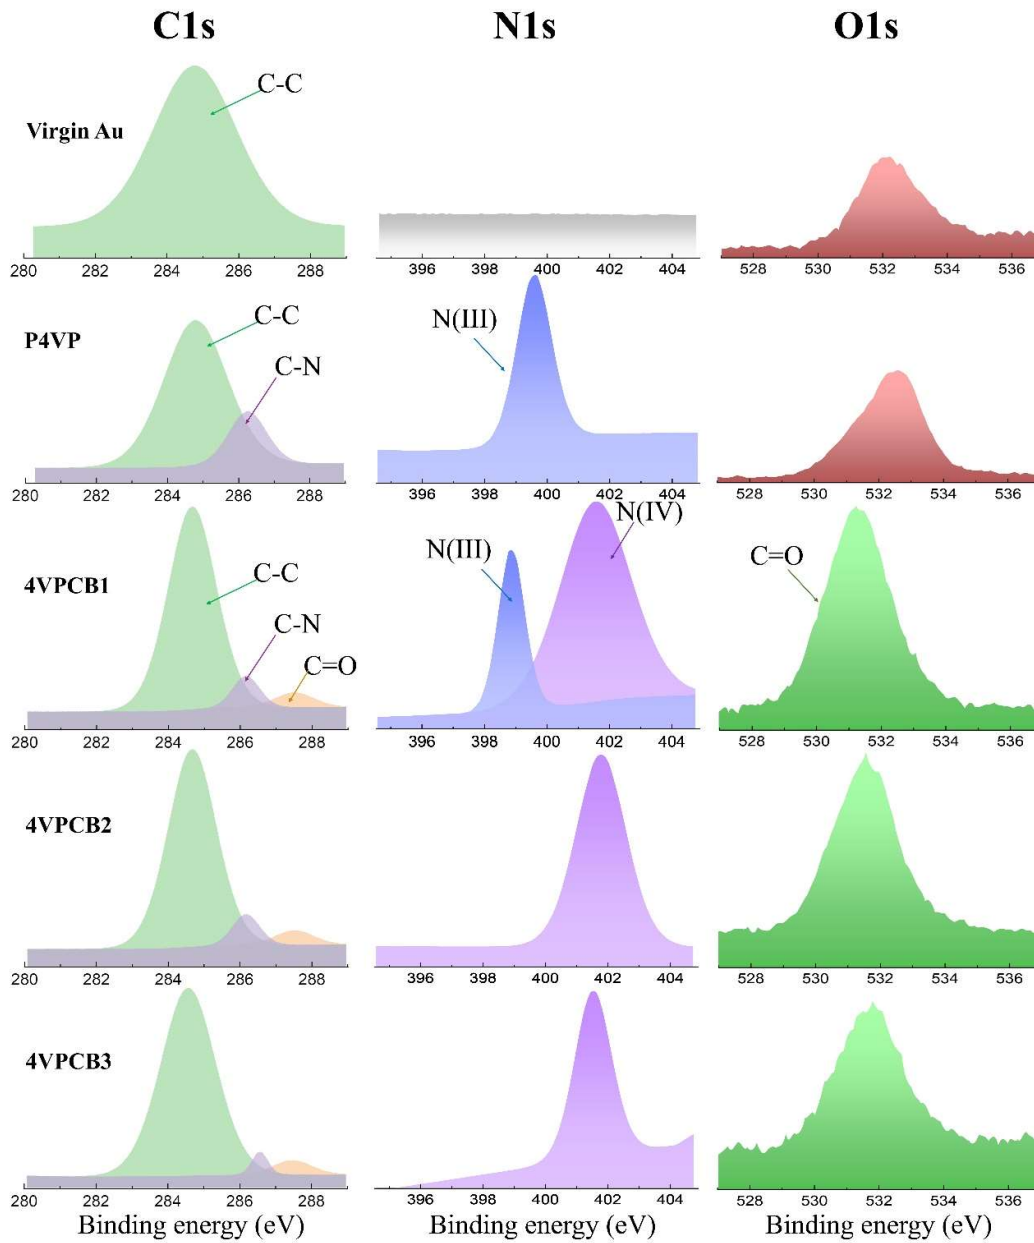 C1s N1s O1s
C-C
Virgin Au
280 282 284 286 288 396 398 400 402 404 528 530 532 534 536
P4VP
C-C
N(III)
C-N
280 282 284 286 288 396 398 400 402 404 528 530 532 534 536
N(IV)
N(III)
C=O
4VPCB1
C-C
C-N
C=O
280 282 284 286 288 396 398 400 402 404 528 530 532 534 536
4VPCB2
280 282 284 286 288 396 398 400 402 404 528 530 532 534 536
4VPCB3
280 282 284 286 288 396 398 400 402 404 528 530 532 534 536
Binding energy (eV) Binding energy (eV) Binding energy (eV)